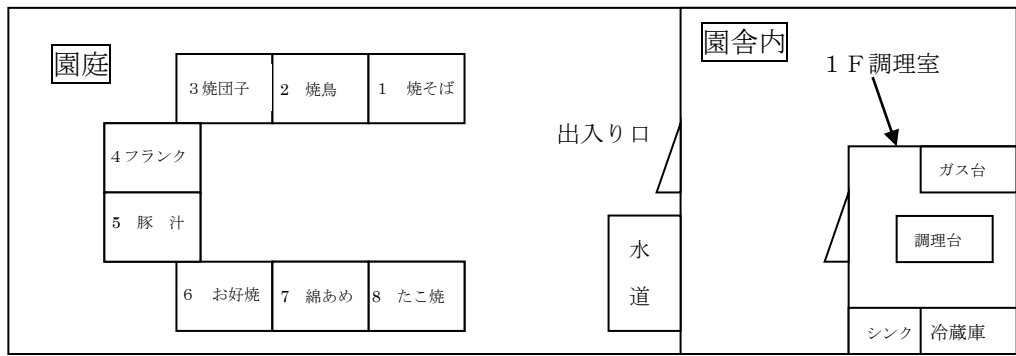 園庭
園舎内
1F調理室
3焼団子
2 焼鳥
1 焼そば
出入り口
4フランク
ガス台
5 豚 汁
調理台
水
道
6 お好焼
7 綿あめ
8 たこ焼
シンク
冷蔵庫